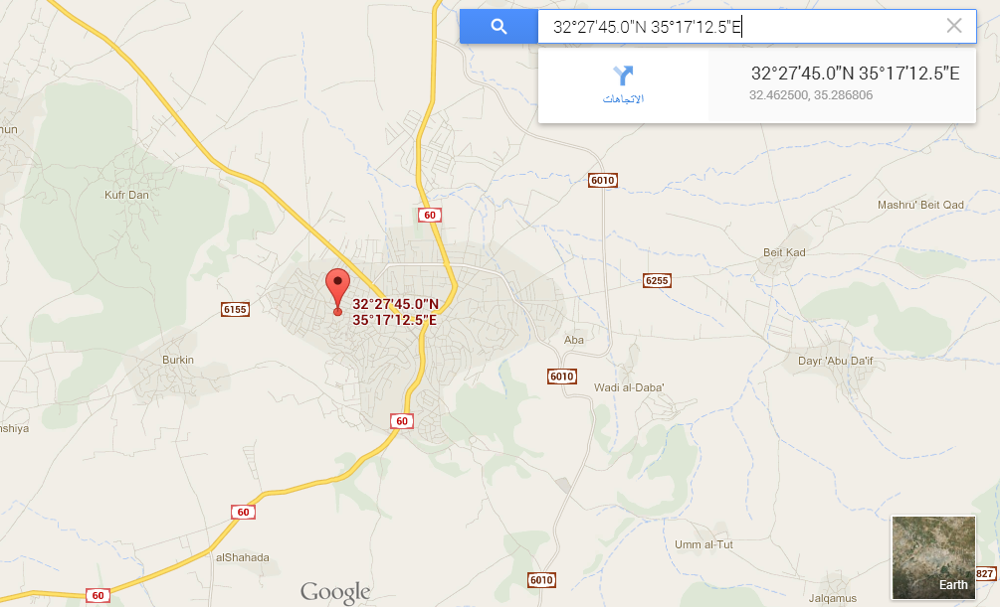 32°27'45.0"N 35°17'12.5"E
32°27'45.0"N 35°17'12.5"E
32.462500, 35.286806
الاتجاهات
hun
Kufr Dan
6010
Mashru' Beit Qad
60
Beit Kad
6255
32°27'45.0"N
35°17'12.5"E
6155
Aba
Burkin
Dayr 'Abu Da'if
6010
Wadi al-Daba'
60
nshiya
60
Umm al-Tut
alShahada
827
6010
Earth
60
Google
Jalqamus